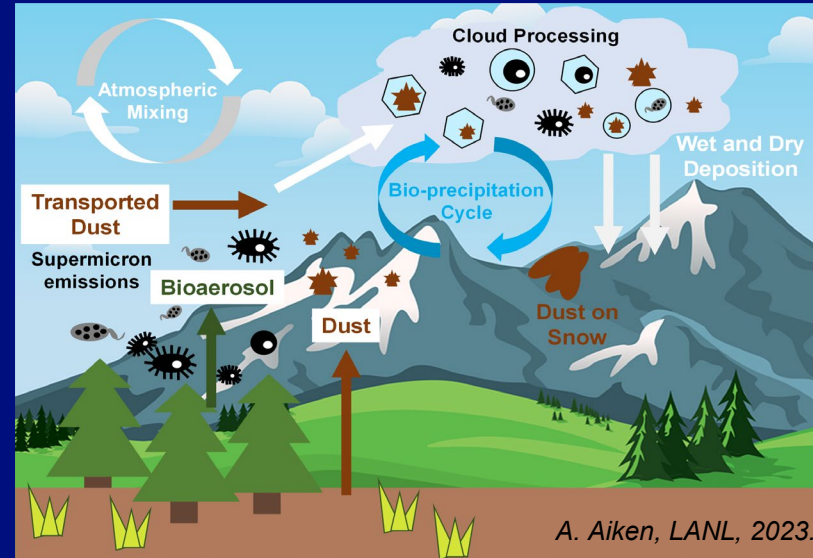 Cloud Processing
Atmospheric
Mixing
Wet and Dry
Deposition
Bio-precipitation
Cycle
Transported
Dust
Supermicron
emissions
Bioaerosol
Dust
Dust on
Snow
A. Aiken, LANL, 2023.